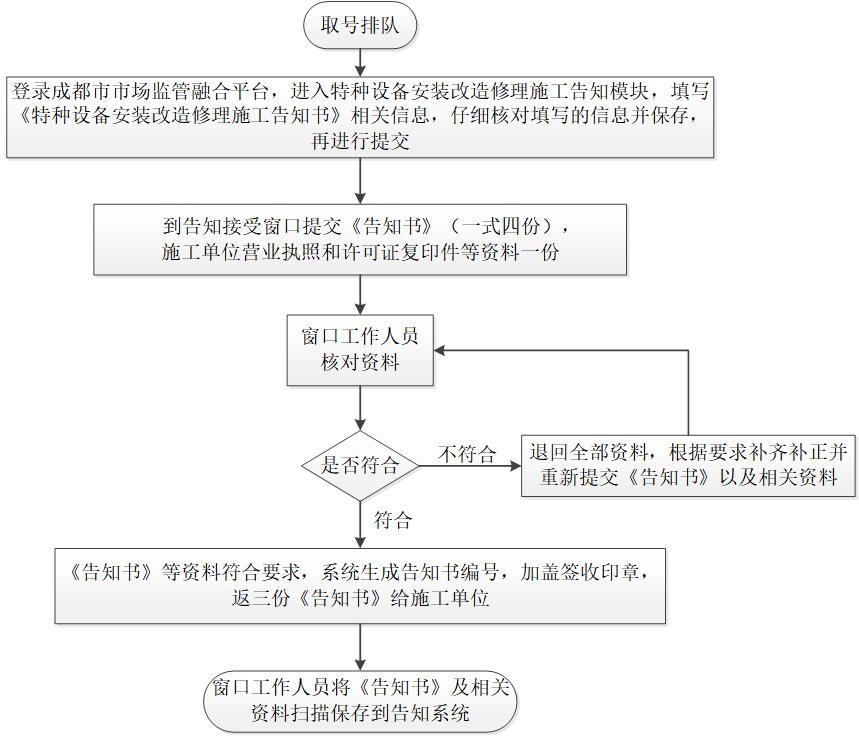 取号排队
登录成都市市场监管融合平台，进入特种设备安装改造修理施工告知模块，填写
《特种设备安装改造修理施工告知书》相关信息，仔细核对填写的信息并保存，
再进行提交
到告知接受窗口提交《告知书》（一式四份），
施工单位营业执照和许可证复印件等资料一份
窗口工作人员
核对资料
是否符合
不符合
退回全部资料，根据要求补齐补正并
重新提交《告知书》以及相关资料
符合
《告知书》等资料符合要求，系统生成告知书编号，加盖签收印章，
返三份《告知书》给施工单位
窗口工作人员将《告知书》及相关
资料扫描保存到告知系统